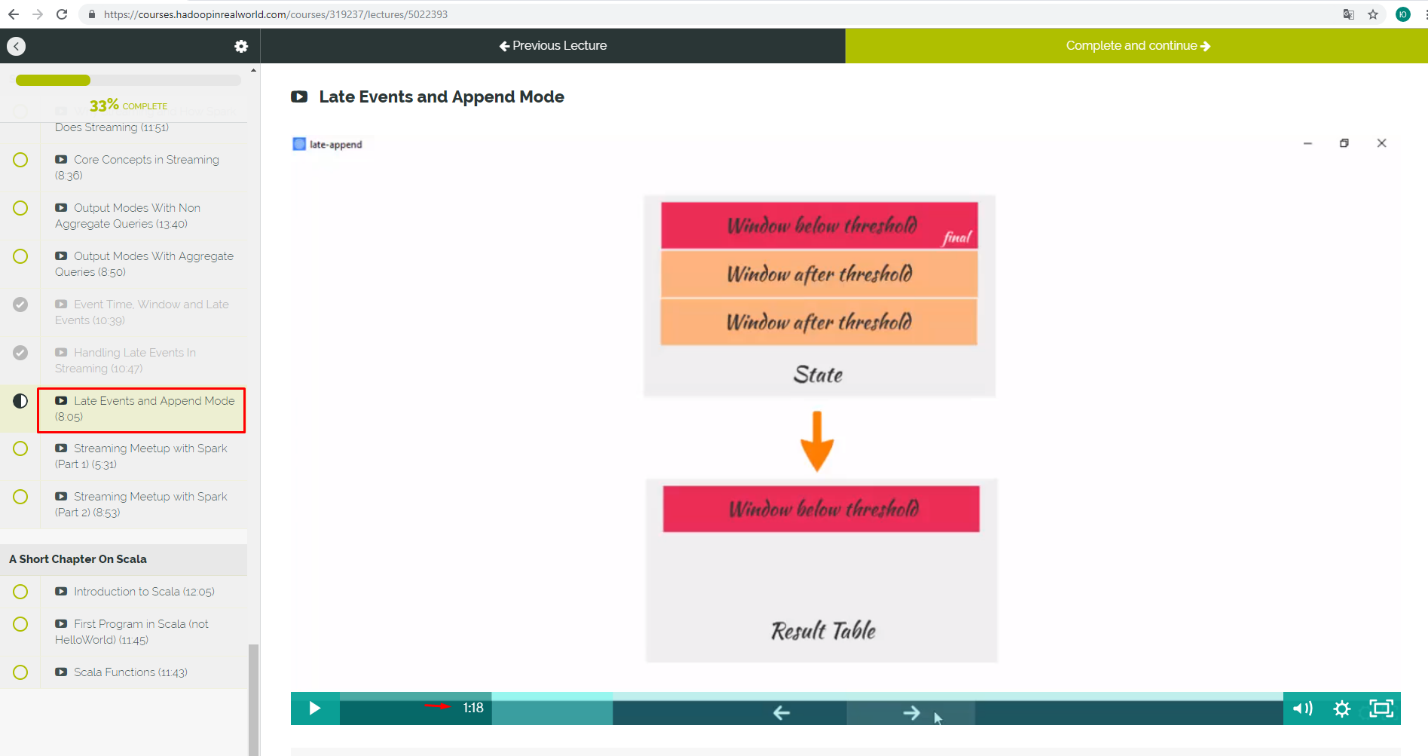 https://courses.hadoopinrealworld.com/courses/319237/lectures/5022393
Previous Lecture
Complete and continue
33% COMPLETE
Does Streaming (11:51)
Core Concepts in Streaming
(8:36)
Output Modes With Non
Aggregate Queries (13:40)
Output Modes With Aggregate
Queries (8:50)
Event Time, Window and Late
Events (10:39)
Handling Late Events In
Streaming (10:47)
Late Events and Append Mode
(8:05)
Streaming Meetup with Spark
(Part 1) (5:31)
Streaming Meetup with Spark
(Part 2) (8:53)
A Short Chapter On Scala
Introduction to Scala (12:05)
First Program in Scala (not
HelloWorld) (11:45)
Scala Functions (11:43)
Late Events and Append Mode
late-append
Window below threshold
final
Window after threshold
Window after threshold
State
Window below threshold
Result Table
1:18